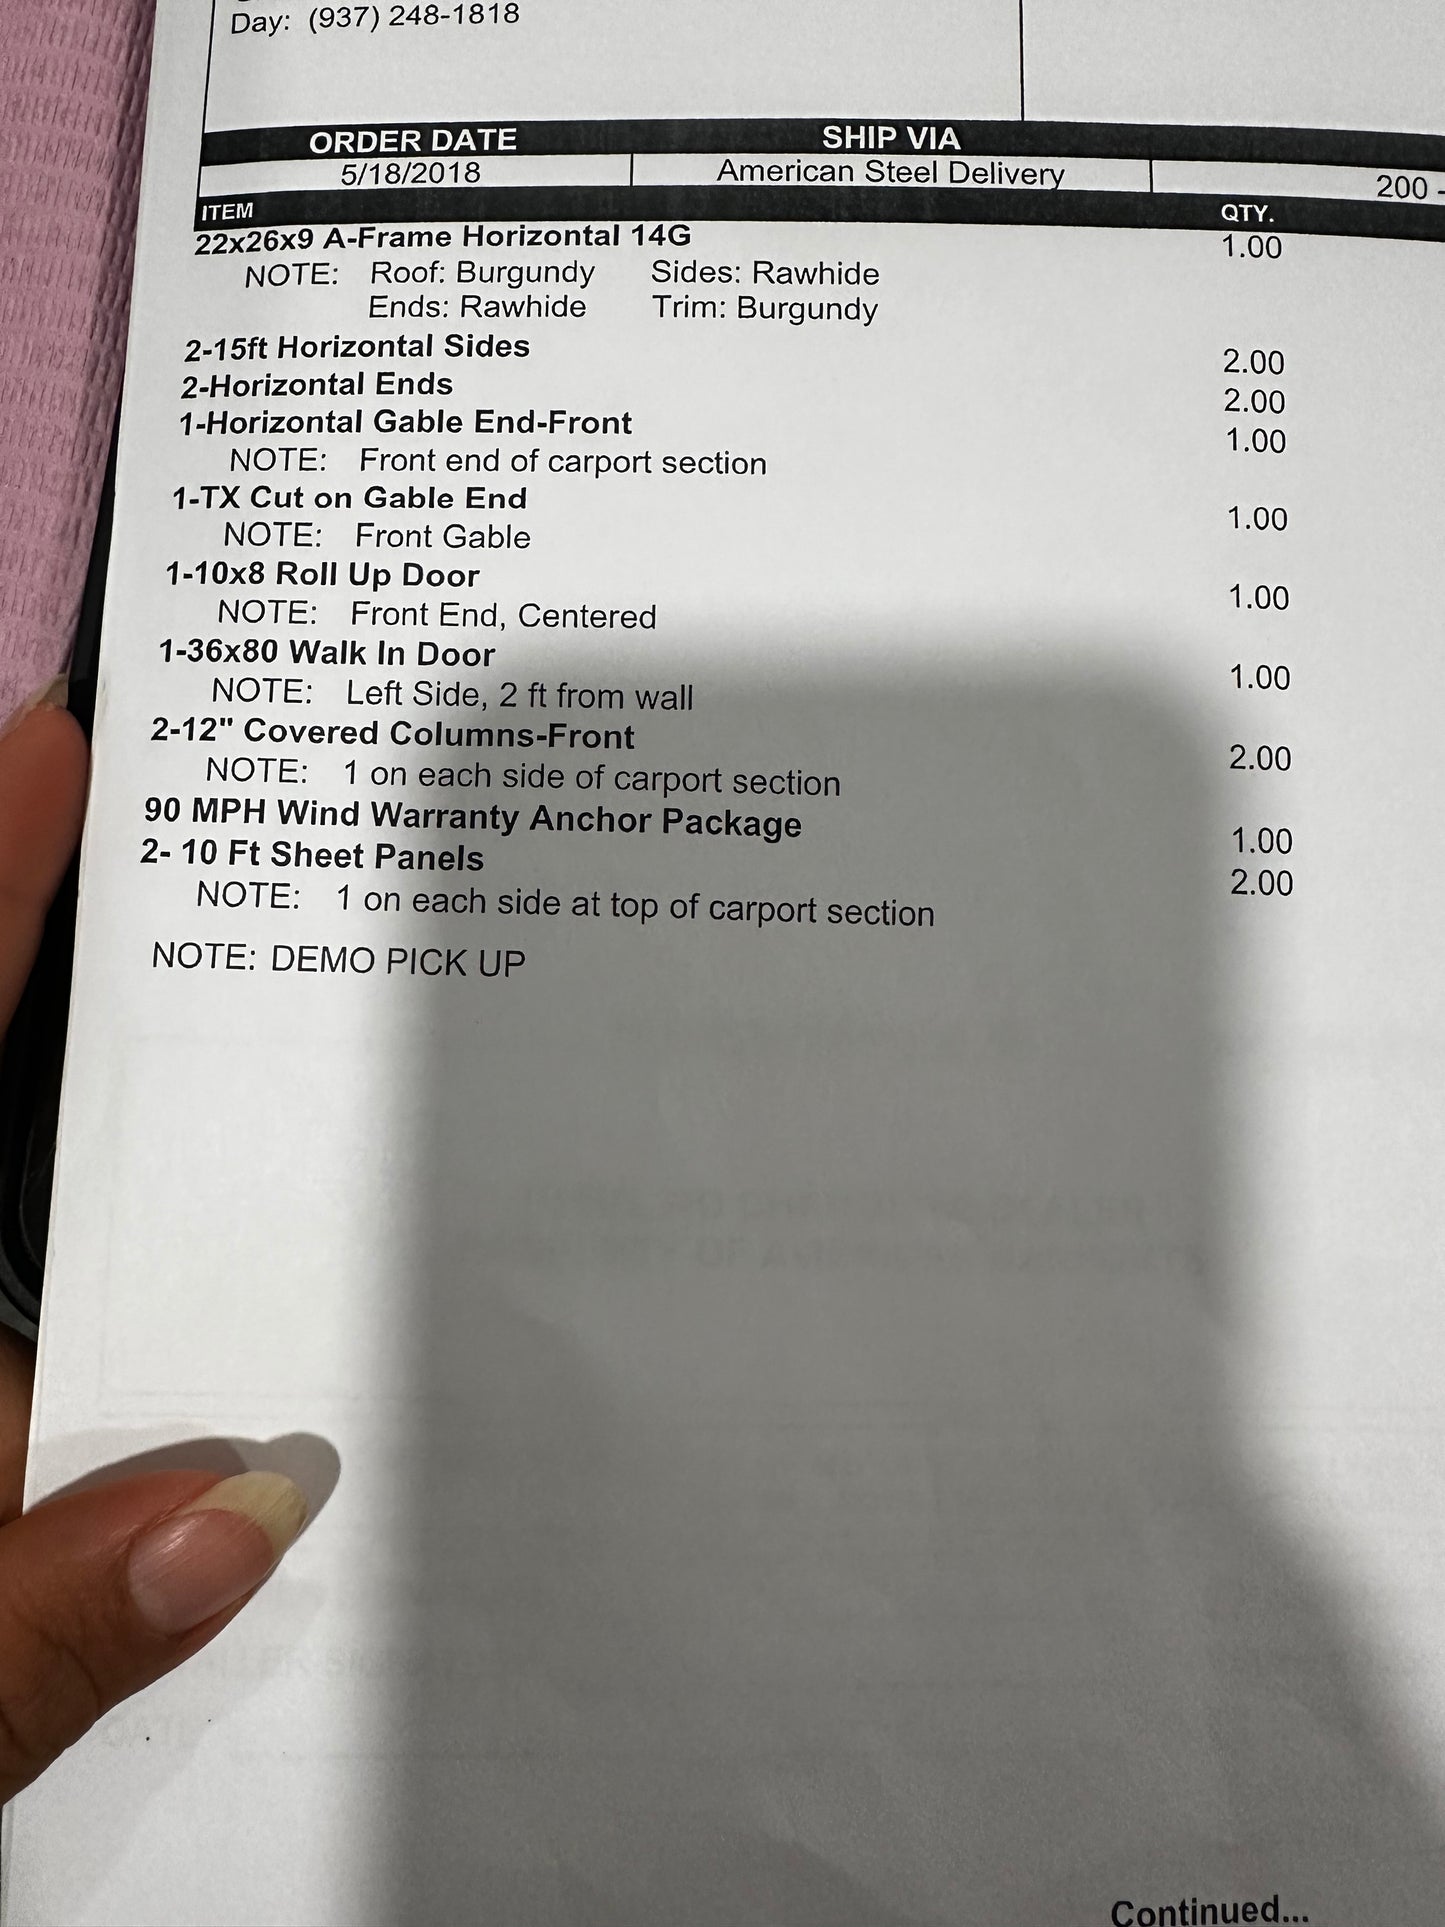 Day: (937) 248-1818
ORDER DATE SHIP VIA
5/18/2018 American Steel Delivery 200 -
ITEM QTY.
22x26x9 A-Frame Horizontal 14G 1.00
NOTE: Roof: Burgundy Sides: Rawhide
Ends: Rawhide Trim: Burgundy
2-15ft Horizontal Sides 2.00
2-Horizontal Ends 2.00
1-Horizontal Gable End-Front 1.00
NOTE: Front end of carport section
1-TX Cut on Gable End 1.00
NOTE: Front Gable
1-10x8 Roll Up Door 1.00
NOTE: Front End, Centered
1-36x80 Walk In Door 1.00
NOTE: Left Side, 2 ft from wall
2-12" Covered Columns-Front 2.00
NOTE: 1 on each side of carport section
90 MPH Wind Warranty Anchor Package 1.00
2- 10 Ft Sheet Panels 2.00
NOTE: 1 on each side at top of carport section
NOTE: DEMO PICK UP
Continued...